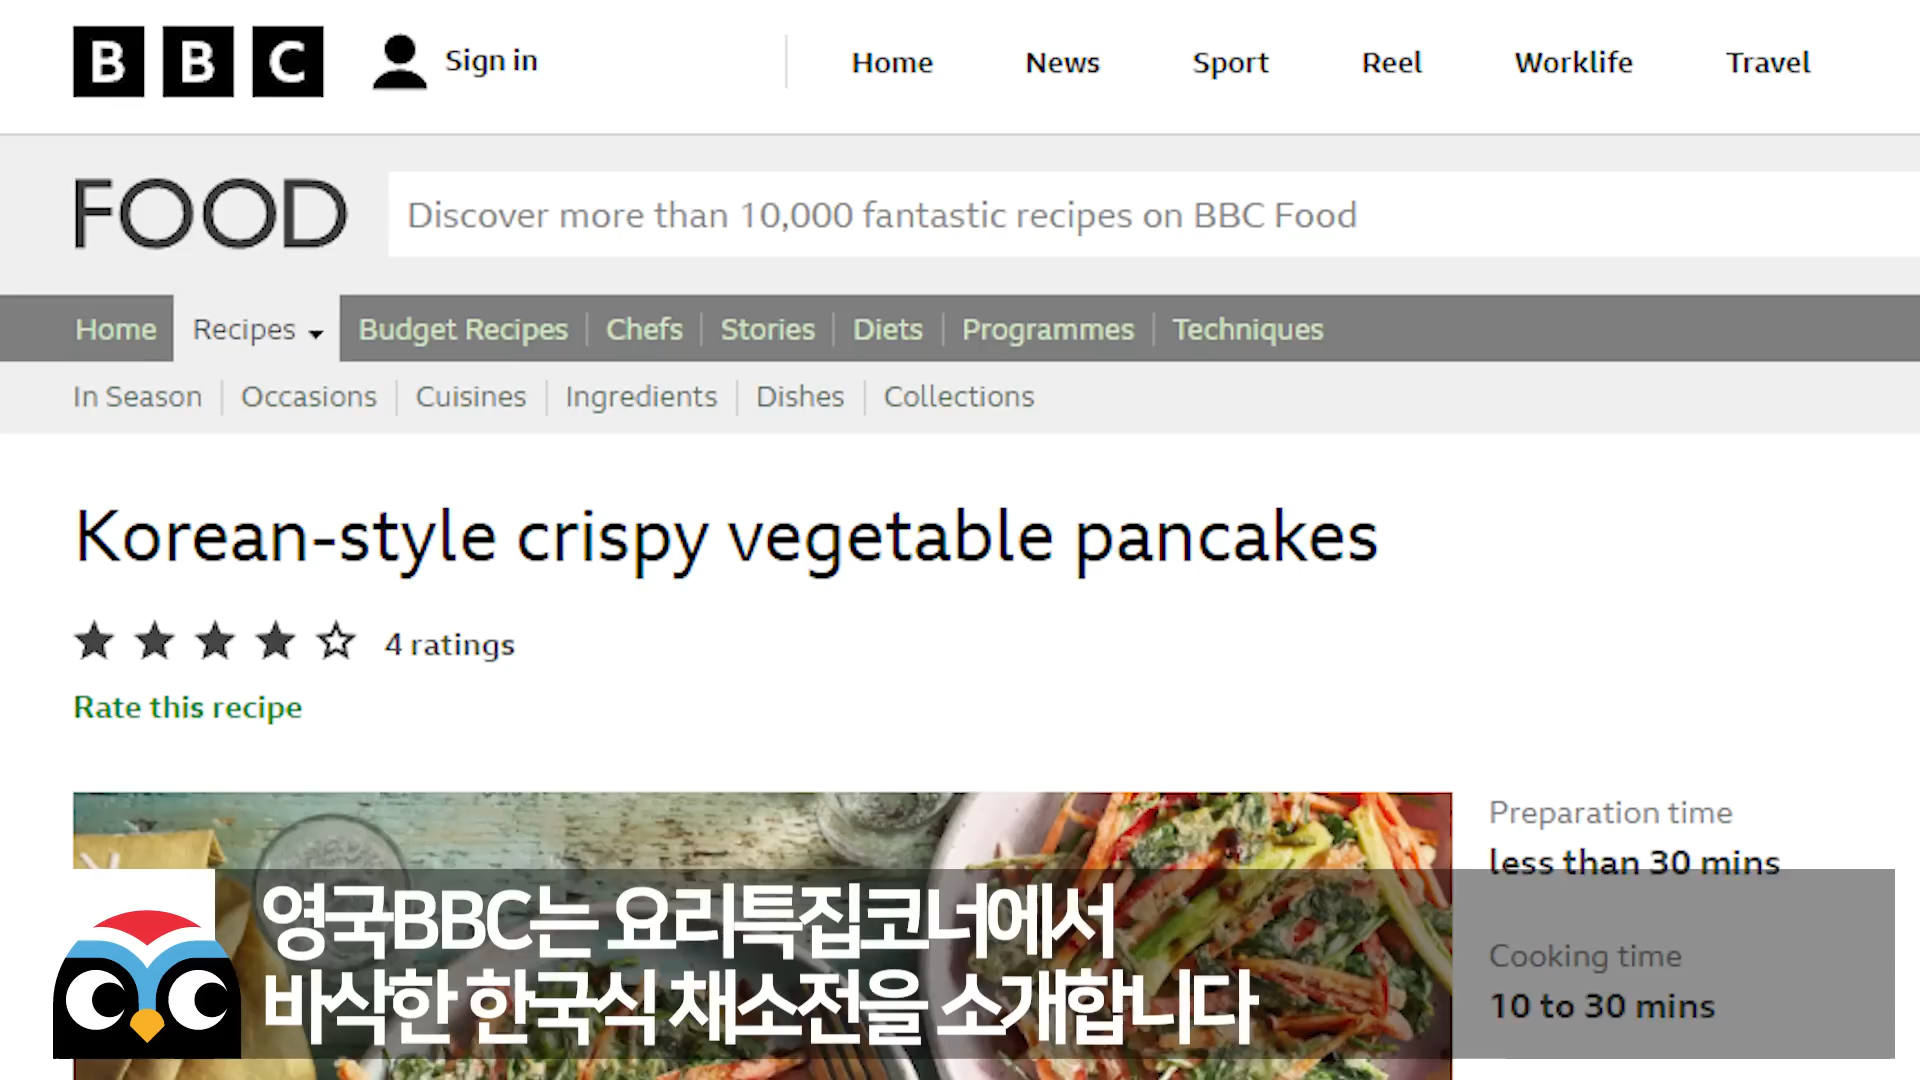 BBC
Sign in
Home
News
Sport
Reel
Worklife
Travel
FOOD
Discover more than 10,000 fantastic recipes on BBC Food
Home
Recipes
Budget Recipes
Chefs
Stories
Diets
Programmes
Techniques
In Season
Occasions
Cuisines
Ingredients
Dishes
Collections
Korean-style crispy vegetable pancakes
4 ratings
Rate this recipe
Preparation time
less than 30 mins
Cooking time
10 to 30 mins
영국BBC는 요리특집코너에서
바삭한 한국식 채소전을 소개합니다